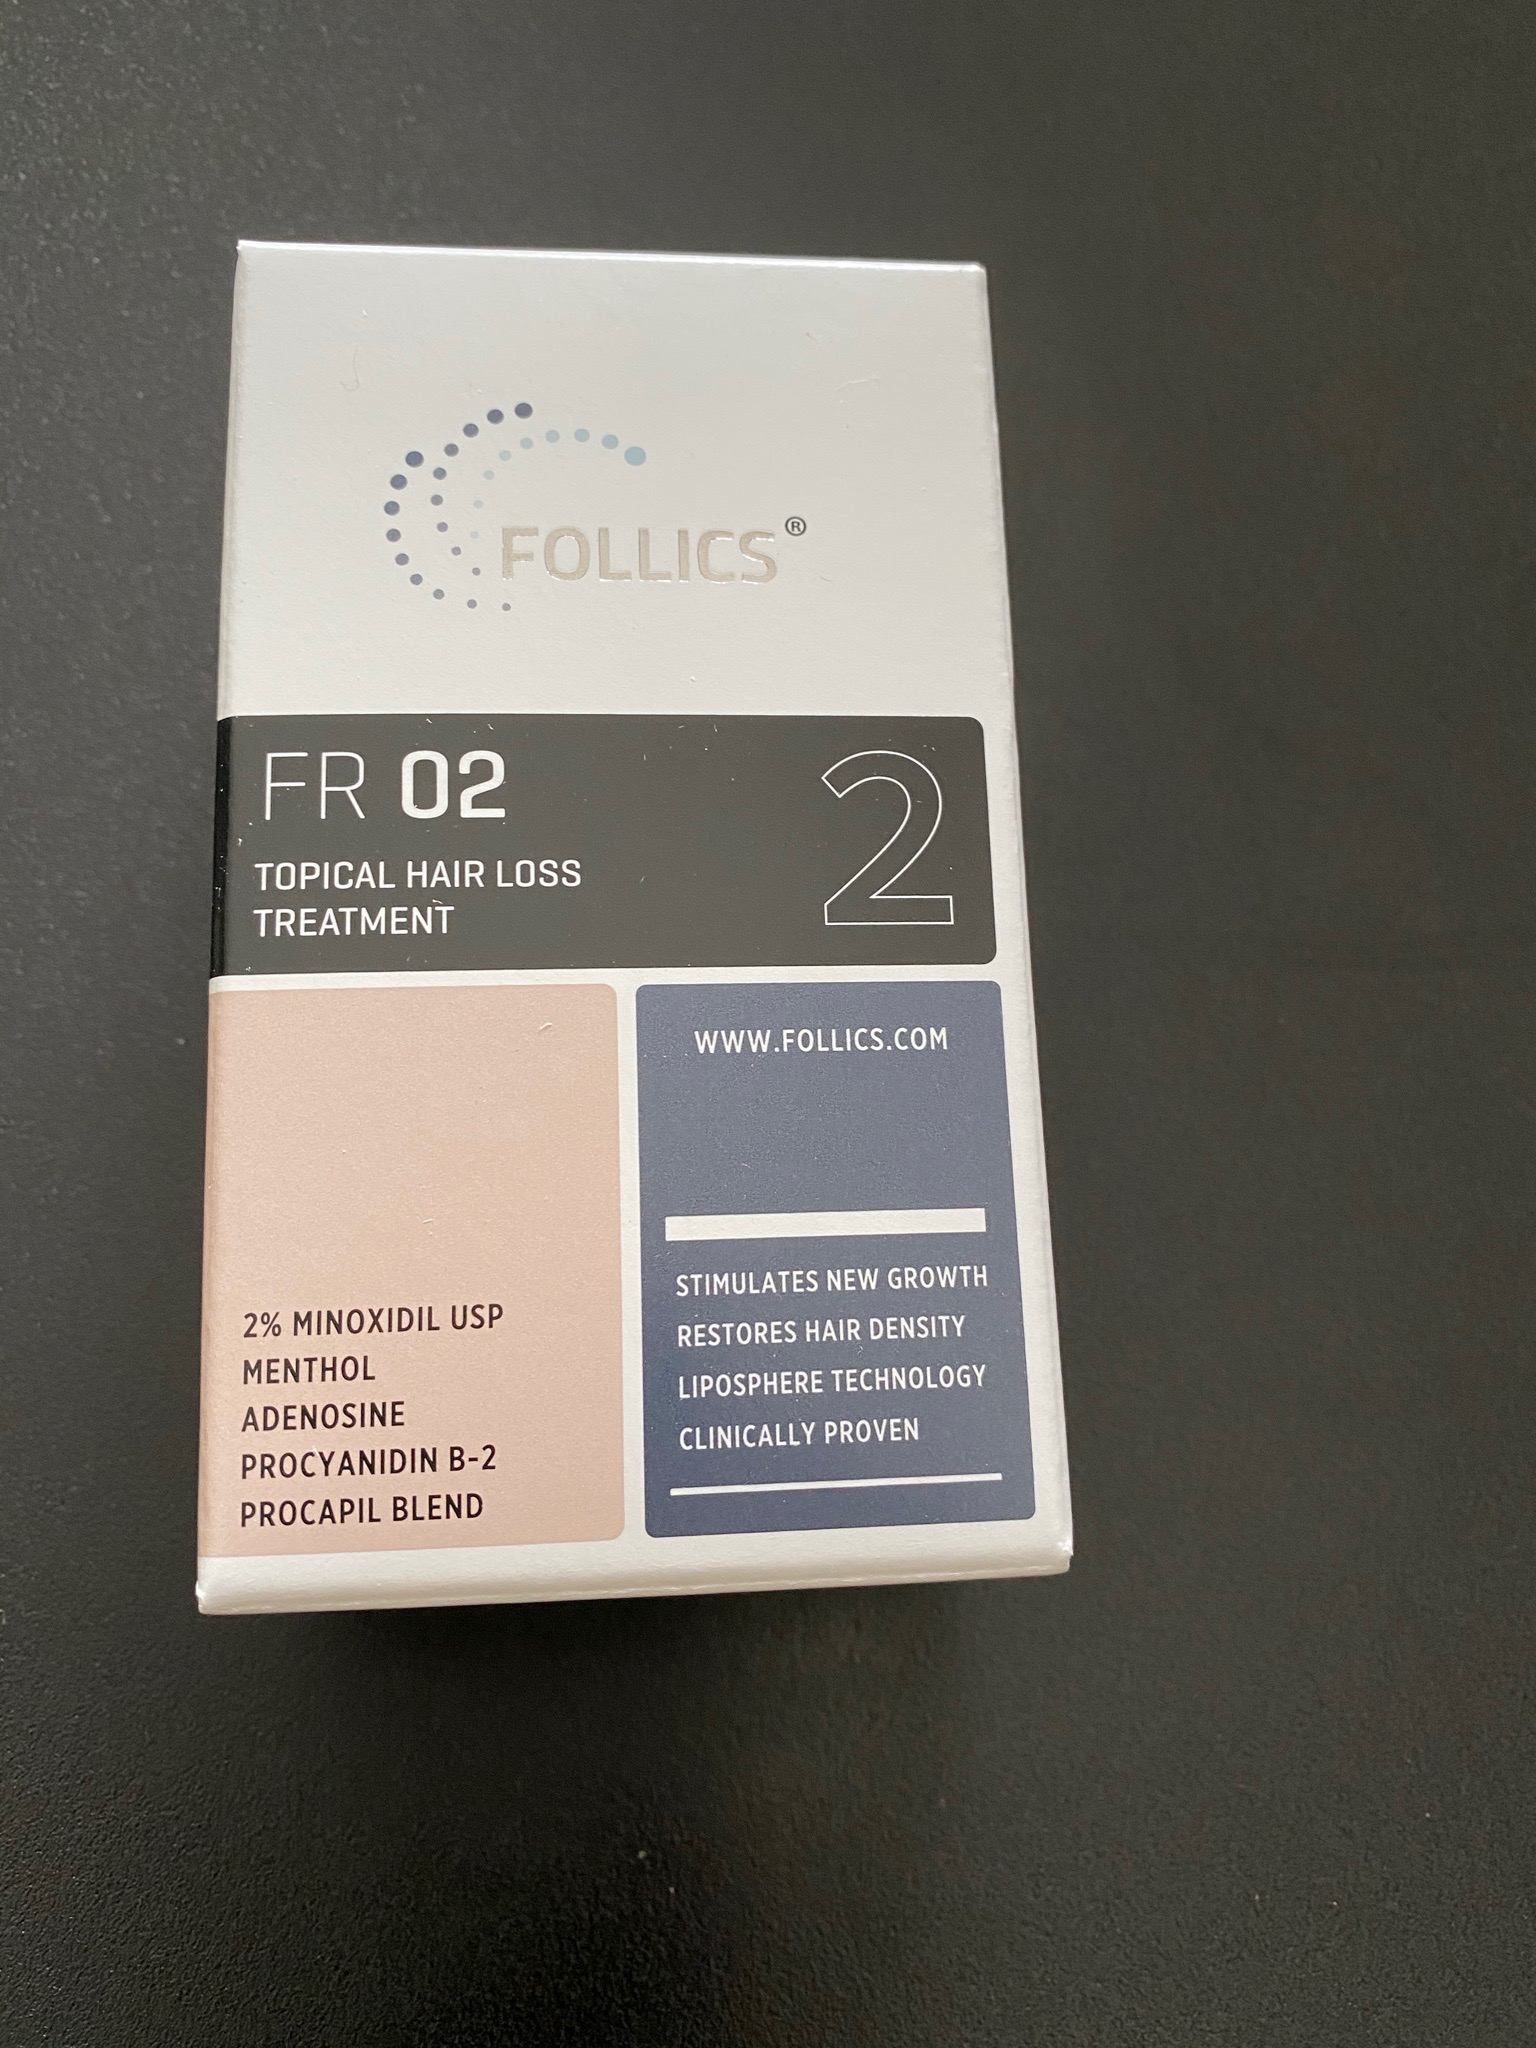 FOLLICS®
FR 02
2
TOPICAL HAIR LOSS
TREATMENT
2% MINOXIDIL USP
MENTHOL
ADENOSINE
PROCYANIDIN B-2
PROCAPIL BLEND
WWW.FOLLICS.COM
STIMULATES NEW GROWTH
RESTORES HAIR DENSITY
LIPOSPHERE TECHNOLOGY
CLINICALLY PROVEN